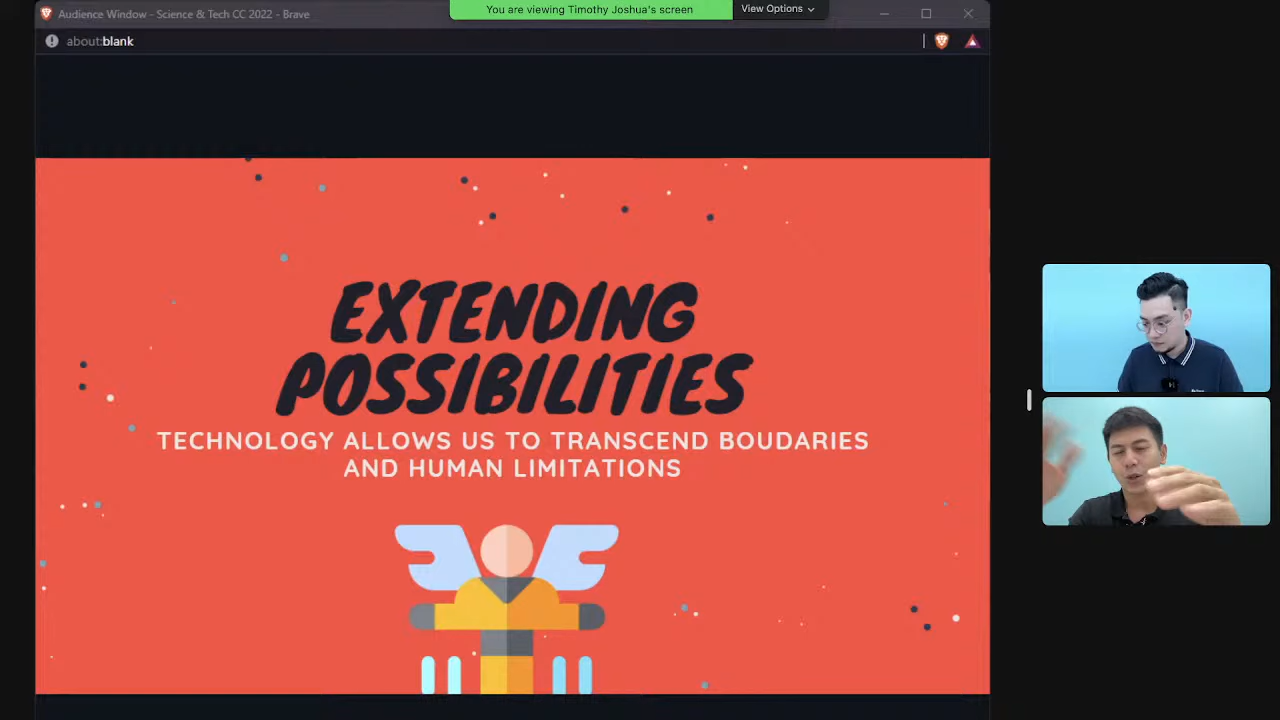 Audience Window - Science & Tech CC 2022 - Brave
You are viewing Timothy Joshua's screen
View Options
about:blank
EXTENDING
POSSIBILITIES
TECHNOLOGY ALLOWS US TO TRANSCEND BOUDARIES
AND HUMAN LIMITATIONS